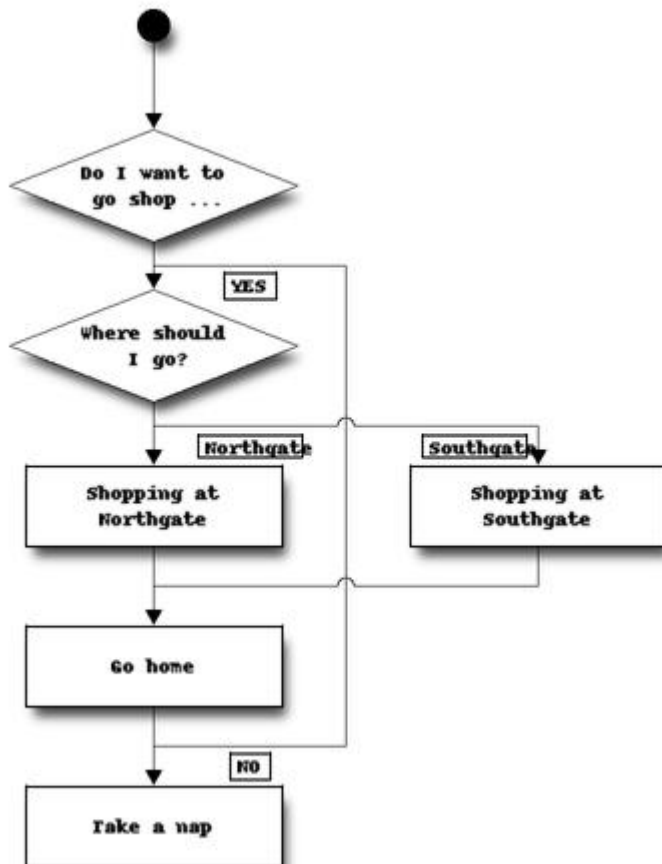 Do I want to
go shop ...
YES
Where should
I go?
Northgate
Southgate
Shopping at
Northgate
Shopping at
Southgate
Go home
NO
Take a nap